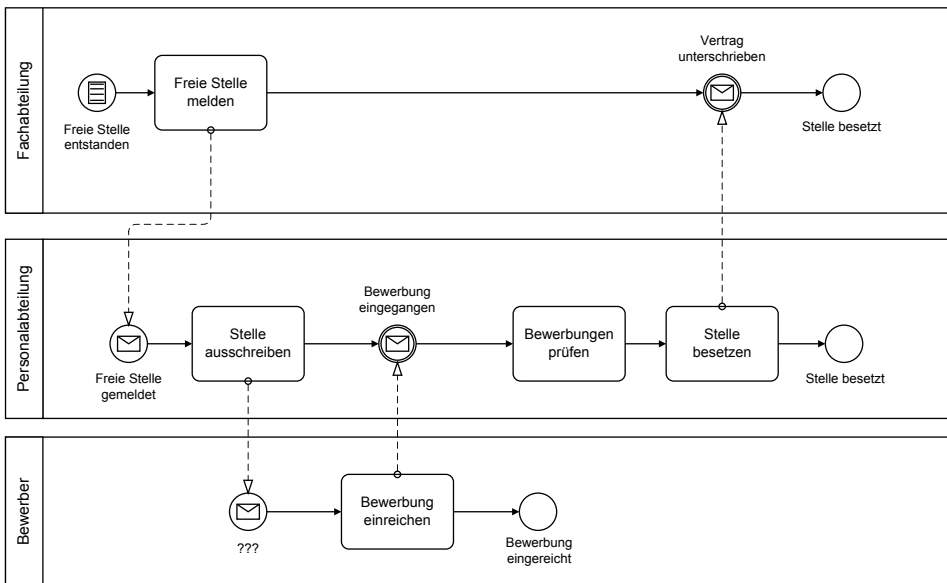 Fachabteilung
Freie Stelle
entstanden
Freie Stelle
melden
Vertrag
unterschrieben
Stelle besetzt
Personalabteilung
Freie Stelle
gemeldet
Stelle
ausschreiben
Bewerbung
eingegangen
Bewerbungen
prüfen
Stelle
besetzen
Stelle besetzt
Bewerber
???
Bewerbung
einreichen
Bewerbung
eingereicht